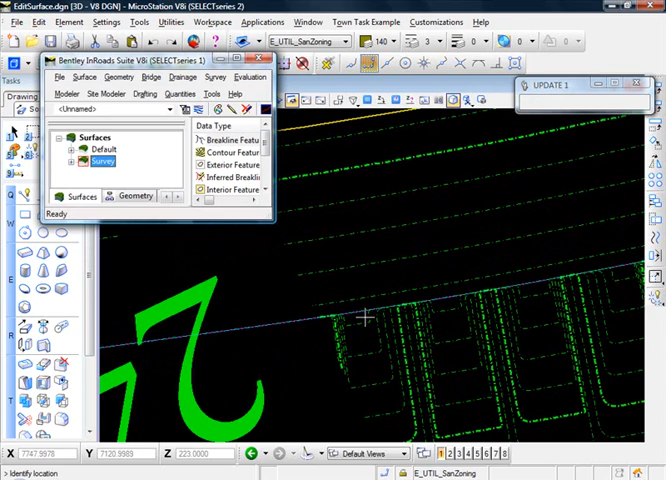 EditSurface.dgn [3D - V8 DGN] - MicroStation V8i (SELECTseries 2)
File Edit Element Settings Tools Utilities Workspace Applications Window Town Task Example Customizations Help
E_UTIL_SanZoning 140 3 0
Tasks
Drawing
Bentley InRoads Suite V8i (SELECTseries 1)
File Surface Geometry Bridge Drainage Survey Evaluation
Modeler Site Modeler Drafting Quantities Tools
<Unnamed>
Surfaces
Default
Survey
Data Type
Breakline Featu
Contour Featur
Exterior Feature
Inferred Breakli
Interior Feature
Surfaces Geometry
Ready
UPDATE 1
Q
W
E
R
T
A
X 7747.9978 Y 7120.9989 Z 223.0000
Default Views
1 2 3 4 5 6 7 8
> Identify location
E_UTIL_SanZoning